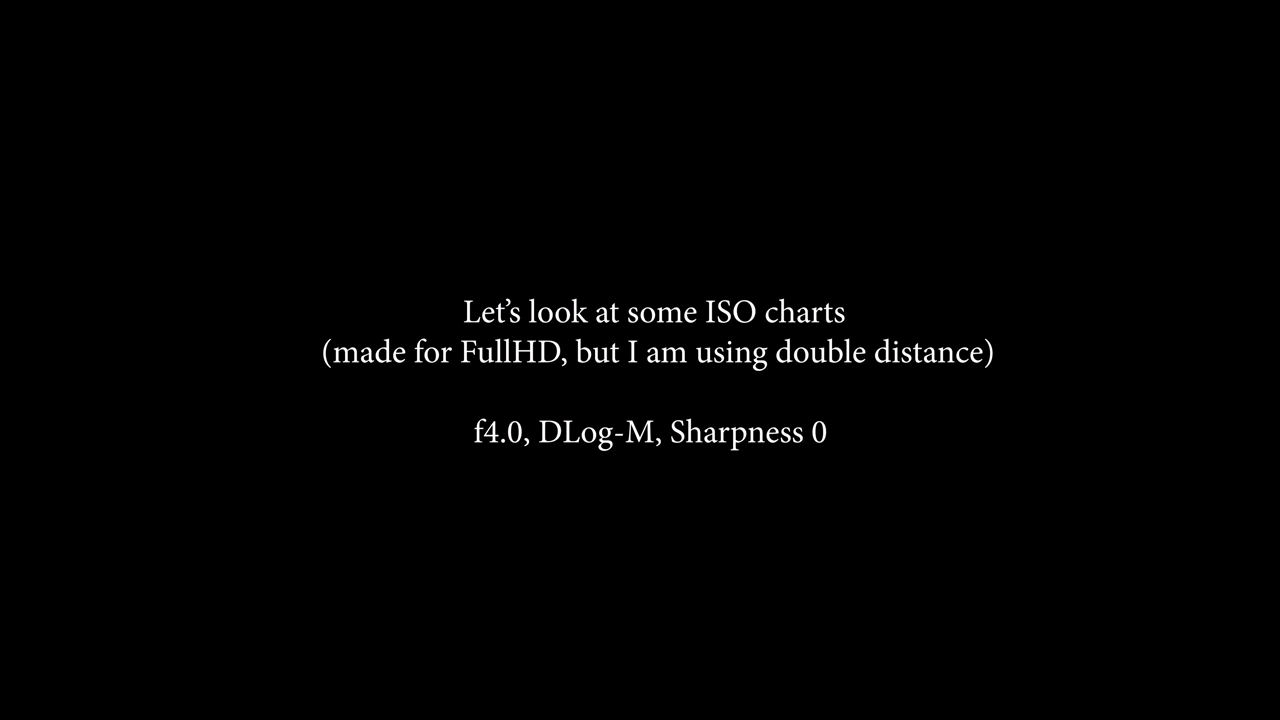 Let’s look at some ISO charts
(made for FullHD, but I am using double distance)
f4.0, DLog-M, Sharpness 0